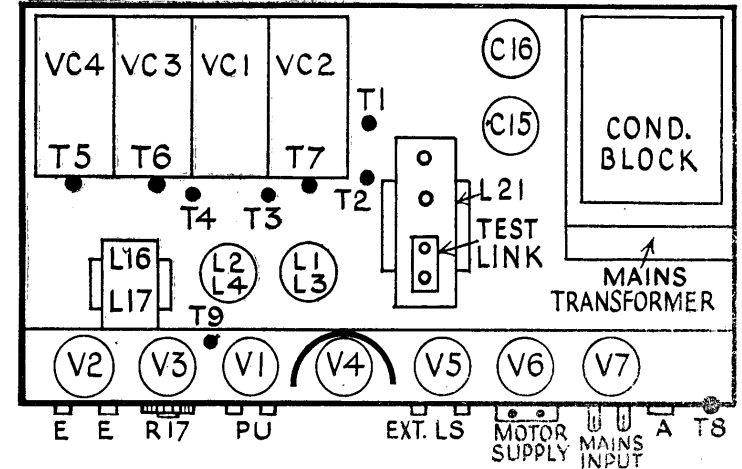 VC4 VC3 VC1 VC2
C16
T1
C15
COND.
BLOCK
T5 T6 T7
T2
T4 T3
L21
TEST
LINK
L16
L17
L2
L4
L1
L3
MAINS
TRANSFORMER
T9
V2 V3 V1 V4 V5 V6 V7
E E R17 PU EXT. LS
MOTOR
SUPPLY
MAINS
INPUT
A T8